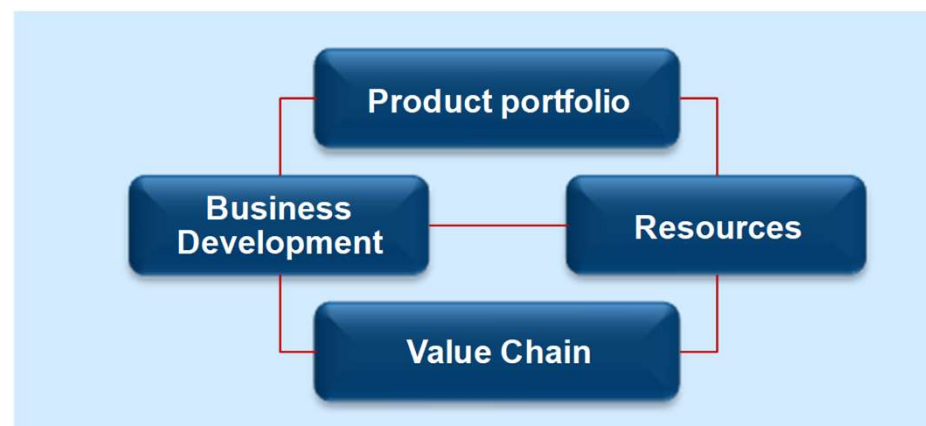 Product portfolio
Business
Development
Resources
Value Chain